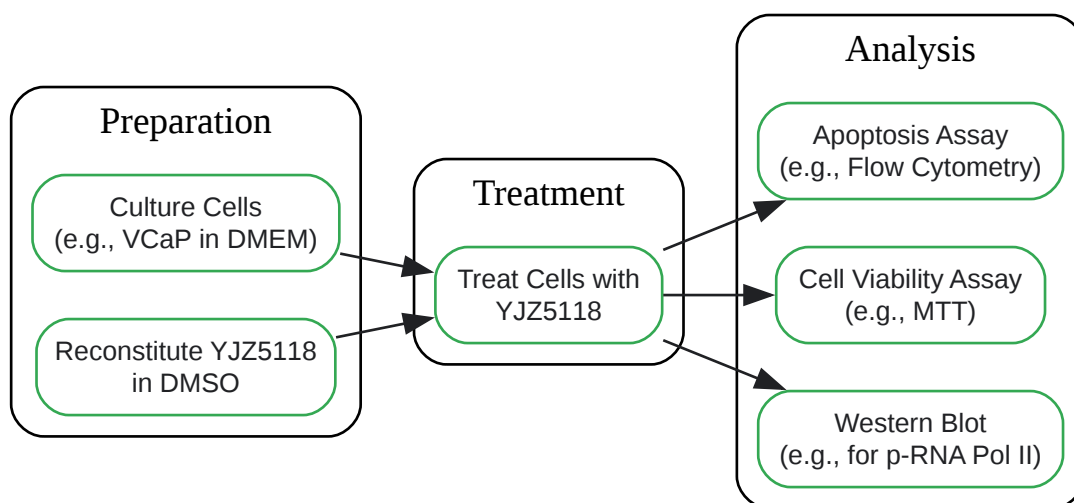 Preparation
Culture Cells
(e.g., VCaP in DMEM)
Reconstitute YJZ5118
in DMSO
Treatment
Treat Cells with
YJZ5118
Analysis
Apoptosis Assay
(e.g., Flow Cytometry)
Cell Viability Assay
(e.g., MTT)
Western Blot
(e.g., for p-RNA Pol II)